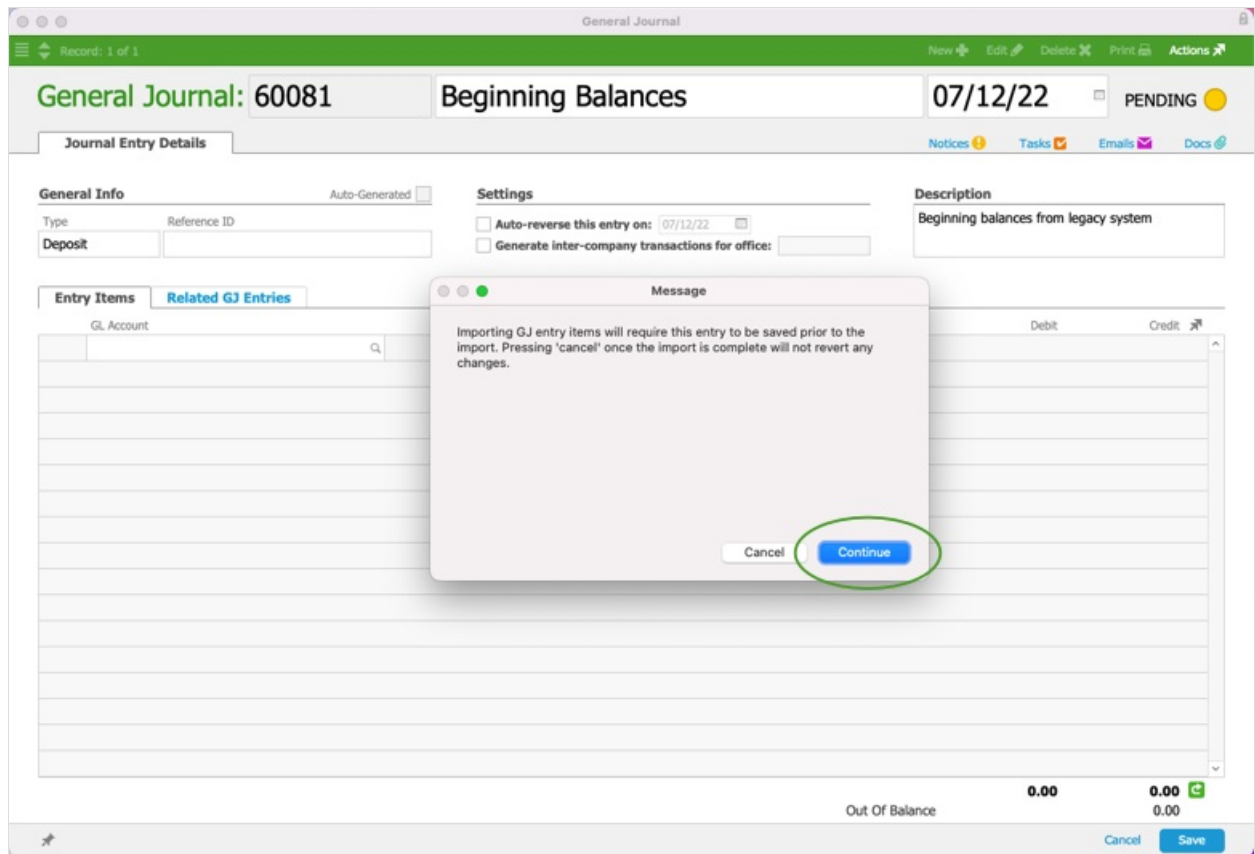 General Journal
Record: 1 of 1
New Edit Delete Print Actions
General Journal: 60081 Beginning Balances 07/12/22 PENDING
Journal Entry Details
Notices Tasks Emails Docs
General Info Auto-Generated Settings Description
Type Reference ID
Auto-reverse this entry on: 07/12/22
Beginning balances from legacy system
Deposit
Generate inter-company transactions for office:
Entry Items Related GJ Entries
Message
GL Account Debit Credit
Importing GJ entry items will require this entry to be saved prior to the
import. Pressing 'cancel' once the import is complete will not revert any
changes.
Cancel Continue
0.00 0.00
Out Of Balance 0.00
Cancel Save